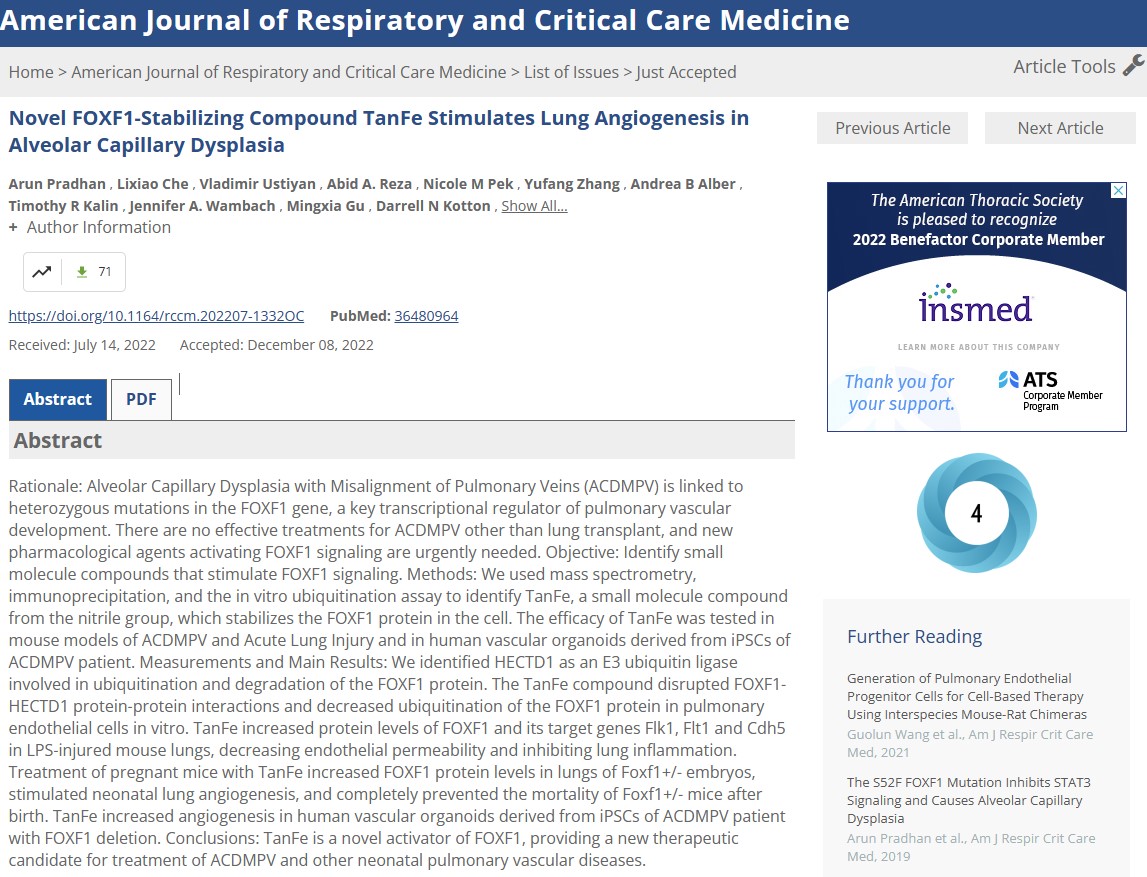 American Journal of Respiratory and Critical Care Medicine
Home > American Journal of Respiratory and Critical Care Medicine > List of Issues > Just Accepted
Article Tools
Novel FOXF1-Stabilizing Compound TanFe Stimulates Lung Angiogenesis in
Alveolar Capillary Dysplasia
Arun Pradhan , Lixiao Che , Vladimir Ustiyan , Abid A. Reza , Nicole M Pek , Yufang Zhang , Andrea B Alber ,
Timothy R Kalin , Jennifer A. Wambach , Mingxia Gu , Darrell N Kotton , Show All...
+ Author Information
71
https://doi.org/10.1164/rccm.202207-1332OC PubMed: 36480964
Received: July 14, 2022 Accepted: December 08, 2022
Abstract
PDF
Abstract
Rationale: Alveolar Capillary Dysplasia with Misalignment of Pulmonary Veins (ACDMPV) is linked to
heterozygous mutations in the FOXF1 gene, a key transcriptional regulator of pulmonary vascular
development. There are no effective treatments for ACDMPV other than lung transplant, and new
pharmacological agents activating FOXF1 signaling are urgently needed. Objective: Identify small
molecule compounds that stimulate FOXF1 signaling. Methods: We used mass spectrometry,
immunoprecipitation, and the in vitro ubiquitination assay to identify TanFe, a small molecule compound
from the nitrile group, which stabilizes the FOXF1 protein in the cell. The efficacy of TanFe was tested in
mouse models of ACDMPV and Acute Lung Injury and in human vascular organoids derived from iPSCs of
ACDMPV patient. Measurements and Main Results: We identified HECTD1 as an E3 ubiquitin ligase
involved in ubiquitination and degradation of the FOXF1 protein. The TanFe compound disrupted FOXF1-
HECTD1 protein-protein interactions and decreased ubiquitination of the FOXF1 protein in pulmonary
endothelial cells in vitro. TanFe increased protein levels of FOXF1 and its target genes Flk1, Flt1 and Cdh5
in LPS-injured mouse lungs, decreasing endothelial permeability and inhibiting lung inflammation.
Treatment of pregnant mice with TanFe increased FOXF1 protein levels in lungs of Foxf1+/- embryos,
stimulated neonatal lung angiogenesis, and completely prevented the mortality of Foxf1+/- mice after
birth. TanFe increased angiogenesis in human vascular organoids derived from iPSCs of ACDMPV patient
with FOXF1 deletion. Conclusions: TanFe is a novel activator of FOXF1, providing a new therapeutic
candidate for treatment of ACDMPV and other neonatal pulmonary vascular diseases.
Previous Article
Next Article
The American Thoracic Society
is pleased to recognize
2022 Benefactor Corporate Member
insmed
LEARN MORE ABOUT THIS COMPANY
Thank you for
your support.
ATS
Corporate Member
Program
4
Further Reading
Generation of Pulmonary Endothelial
Progenitor Cells for Cell-Based Therapy
Using Interspecies Mouse-Rat Chimeras
Guolun Wang et al., Am J Respir Crit Care
Med, 2021
The S52F FOXF1 Mutation Inhibits STAT3
Signaling and Causes Alveolar Capillary
Dysplasia
Arun Pradhan et al., Am J Respir Crit Care
Med, 2019